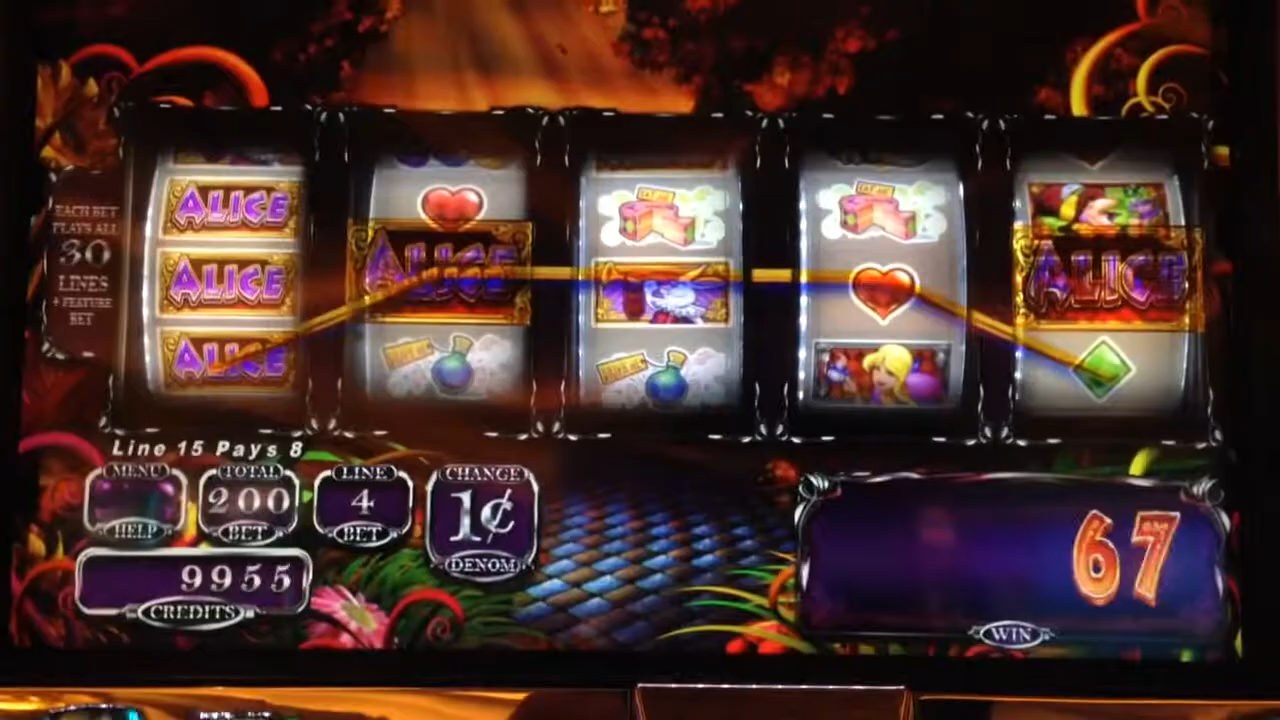 EACH BET
PLAYS ALL
30
LINES
+ FEATURE
BET
ALICE
ALICE
ALICE
ALICE
ALICE
Line 15 Pays 8
MENU
HELP
TOTAL
200
BET
LINE
4
BET
CHANGE
1¢
DENOM
9955
CREDITS
67
WIN